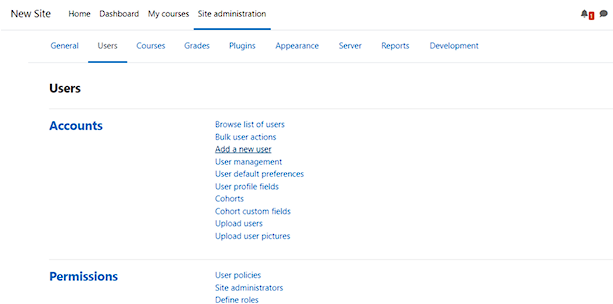 New Site Home Dashboard My courses Site administration 1
General Users Courses Grades Plugins Appearance Server Reports Development
Users
Accounts Browse list of users
Bulk user actions
Add a new user
User management
User default preferences
User profile fields
Cohorts
Cohort custom fields
Upload users
Upload user pictures
Permissions User policies
Site administrators
Define roles